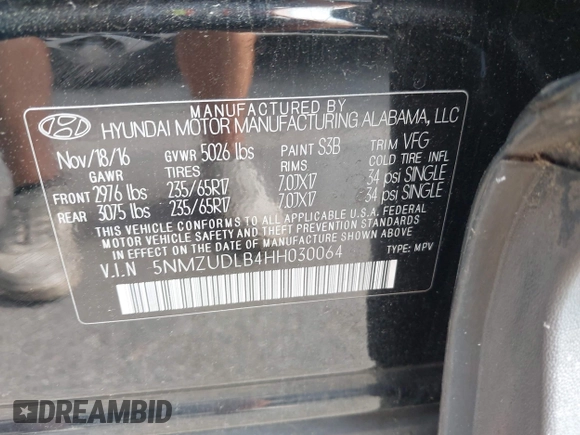 MANUFACTURED BY
HYUNDAI MOTOR MANUFACTURING ALABAMA, LLC
Nov/18/16 GVWR 5026 lbs PAINT S3B TRIM VFG
GAWR TIRES RIMS COLD TIRE INFL
FRONT 2976 lbs 235/65R17 7.0JX17 34 psi SINGLE
REAR 3075 lbs 235/65R17 7.0JX17 34 psi SINGLE
THIS VEHICLE CONFORMS TO ALL APPLICABLE U.S.A. FEDERAL
MOTOR VEHICLE SAFETY BUMPER, AND THEFT PREVENTION
STANDARDS IN EFFECT ON THE DATE OF MANUFACTURE SHOWN ABOVE.
V.I.N 5NMZUDLB4HH030064 TYPE: MPV
DREAMBID